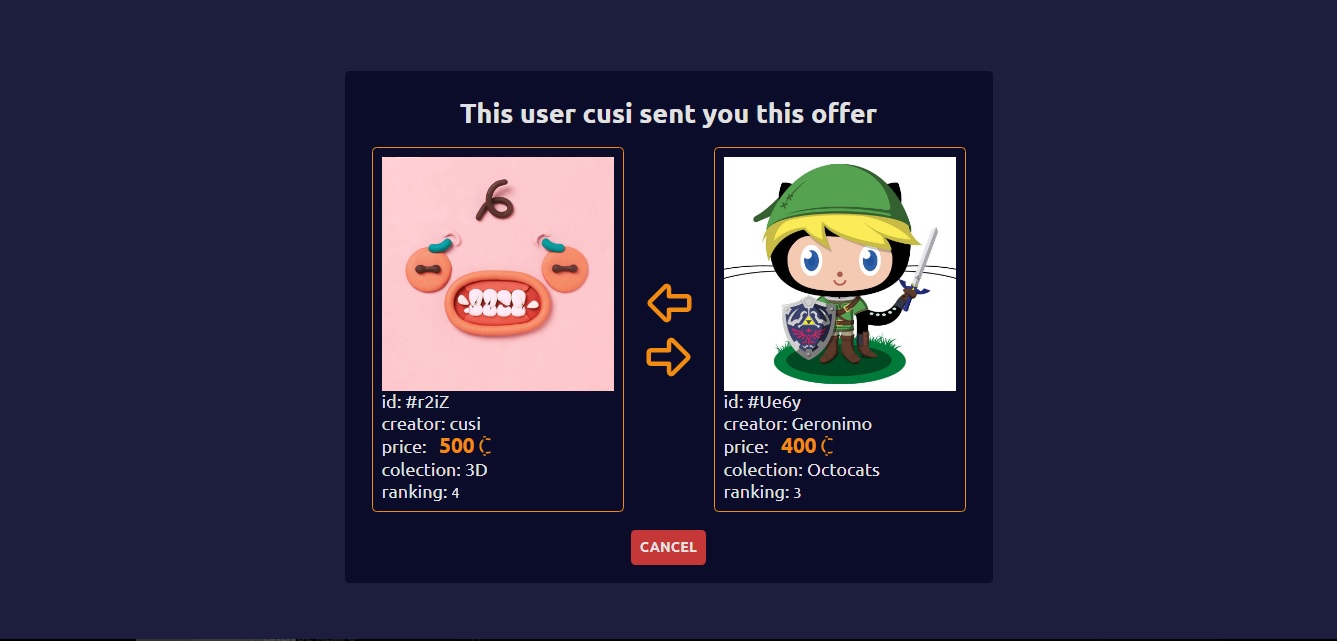 This user cusi sent you this offer
id: #r2iZ
creator: cusi
price: 500
colection: 3D
ranking: 4
id: #Ue6y
creator: Geronimo
price: 400
colection: Octocats
ranking: 3
CANCEL